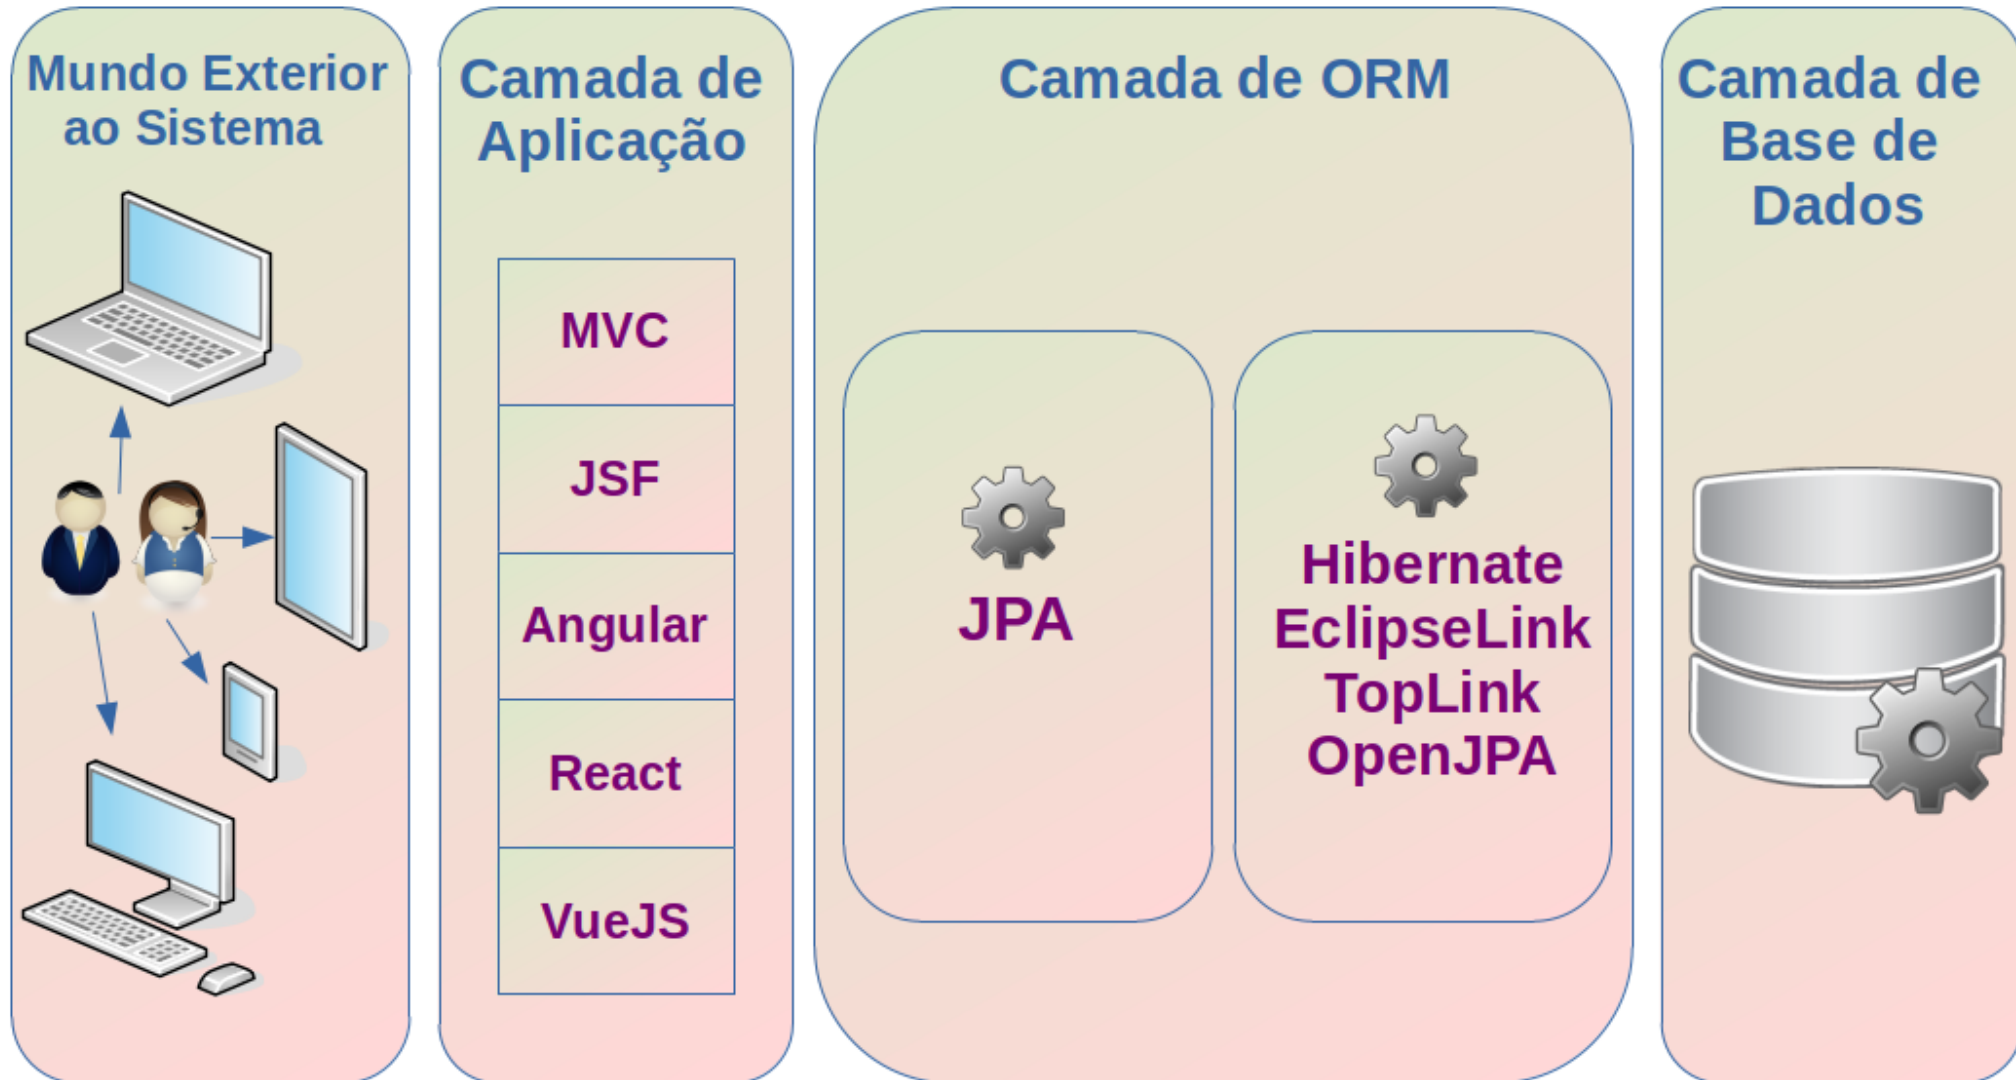 Mundo Exterior
ao Sistema
Camada de
Aplicação
MVC
JSF
Angular
React
VueJS
Camada de ORM
JPA
Hibernate
EclipseLink
TopLink
OpenJPA
Camada de
Base de
Dados